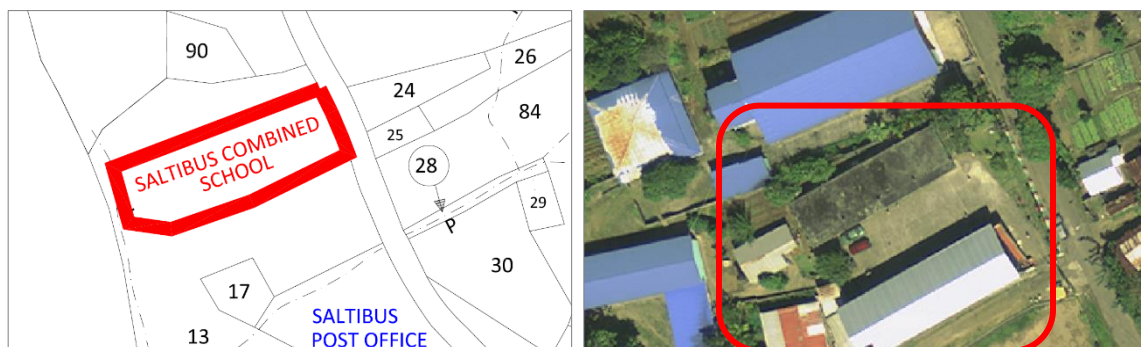 90
26
24
84
25
SALTIBUS COMBINED
SCHOOL
28
29
P
30
17
SALTIBUS
13
POST OFFICE